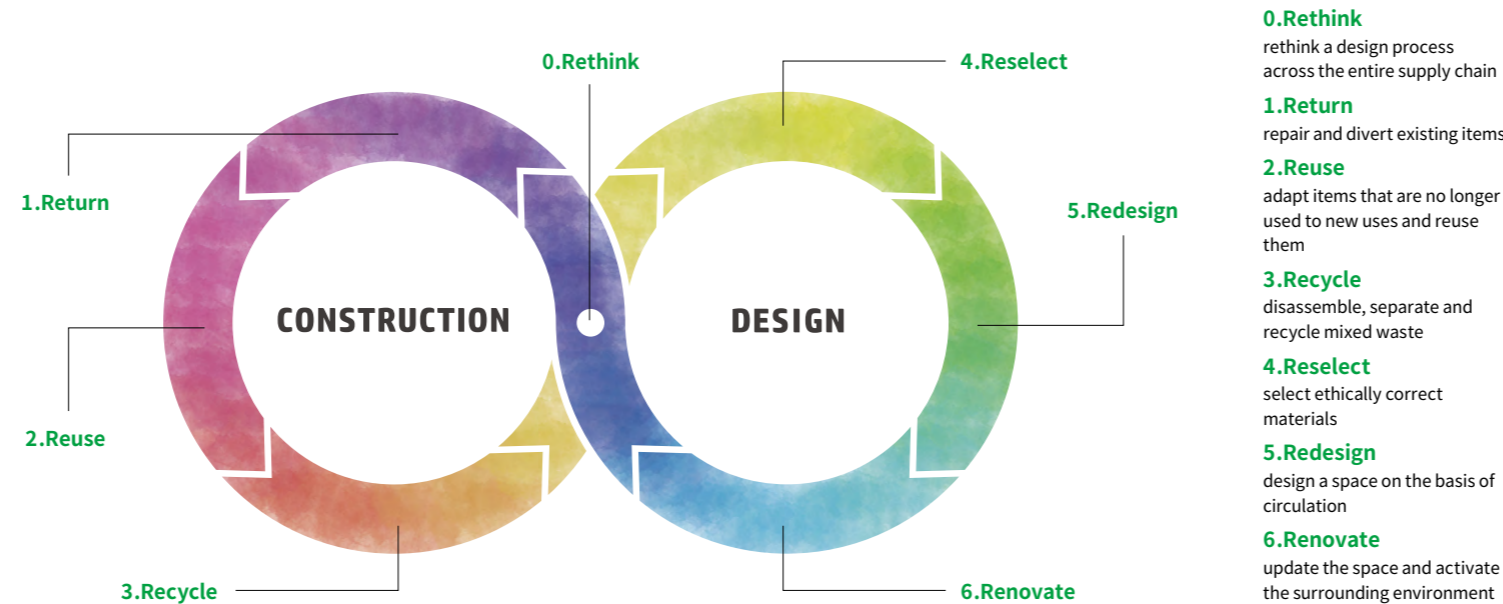 0.Rethink
4.Reselect
1.Return
5.Redesign
CONSTRUCTION
DESIGN
2.Reuse
3.Recycle
6.Renovate
0.Rethink
rethink a design process
across the entire supply chain
1.Return
repair and divert existing items
2.Reuse
adapt items that are no longer
used to new uses and reuse
them
3.Recycle
disassemble, separate and
recycle mixed waste
4.Reselect
select ethically correct
materials
5.Redesign
design a space on the basis of
circulation
6.Renovate
update the space and activate
the surrounding environment